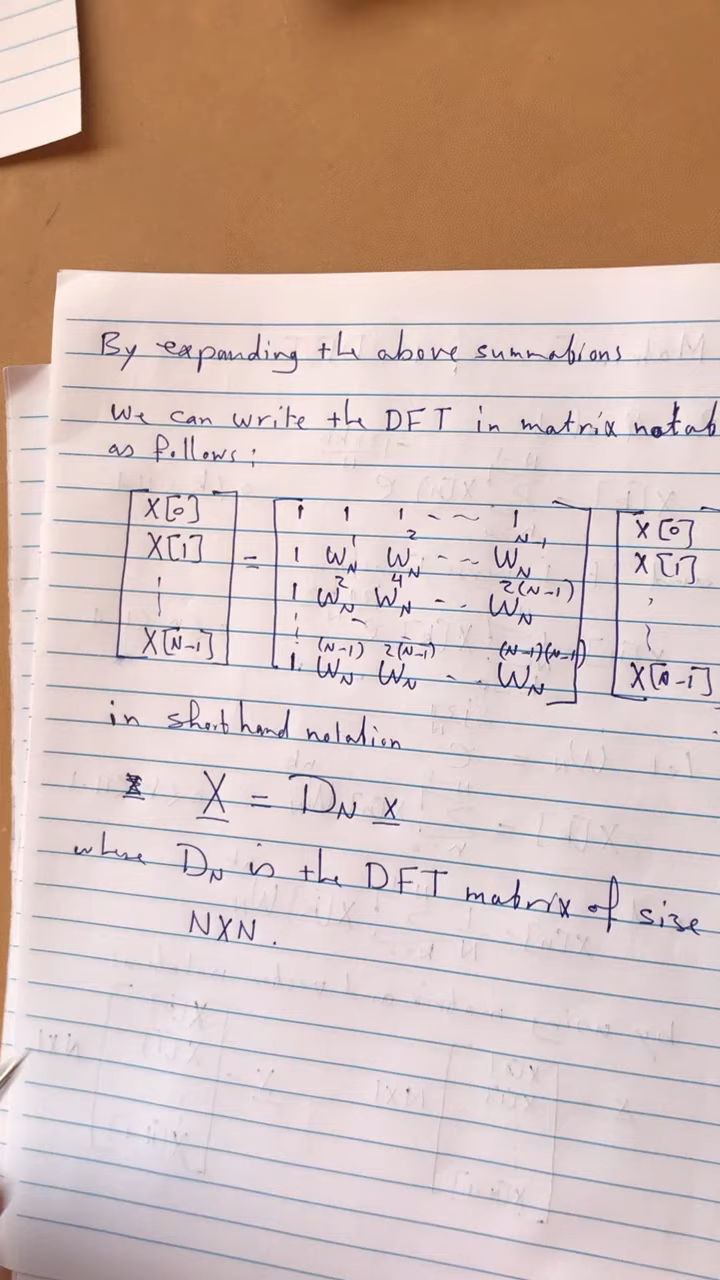 By expanding the above summations
we can write the DFT in matrix notat
as follows:
[X[0] X[1] ⋮ X[N-1]] = [1 1 1 -- ~ 1; 1 W_N^1 W_N^2 -- W_N^{N-1}; 1 W_N^2 W_N^4 -- W_N^{2(N-1)}; ⋮; 1 W_N^{(N-1)} W_N^{2(N-1)} -- W_N^{(N-1)(N-1)}] [x[0] x[1] ⋮ x[N-1]]
in shorthand notation
X = D_N x
where D_N is the DFT matrix of size
NXN.